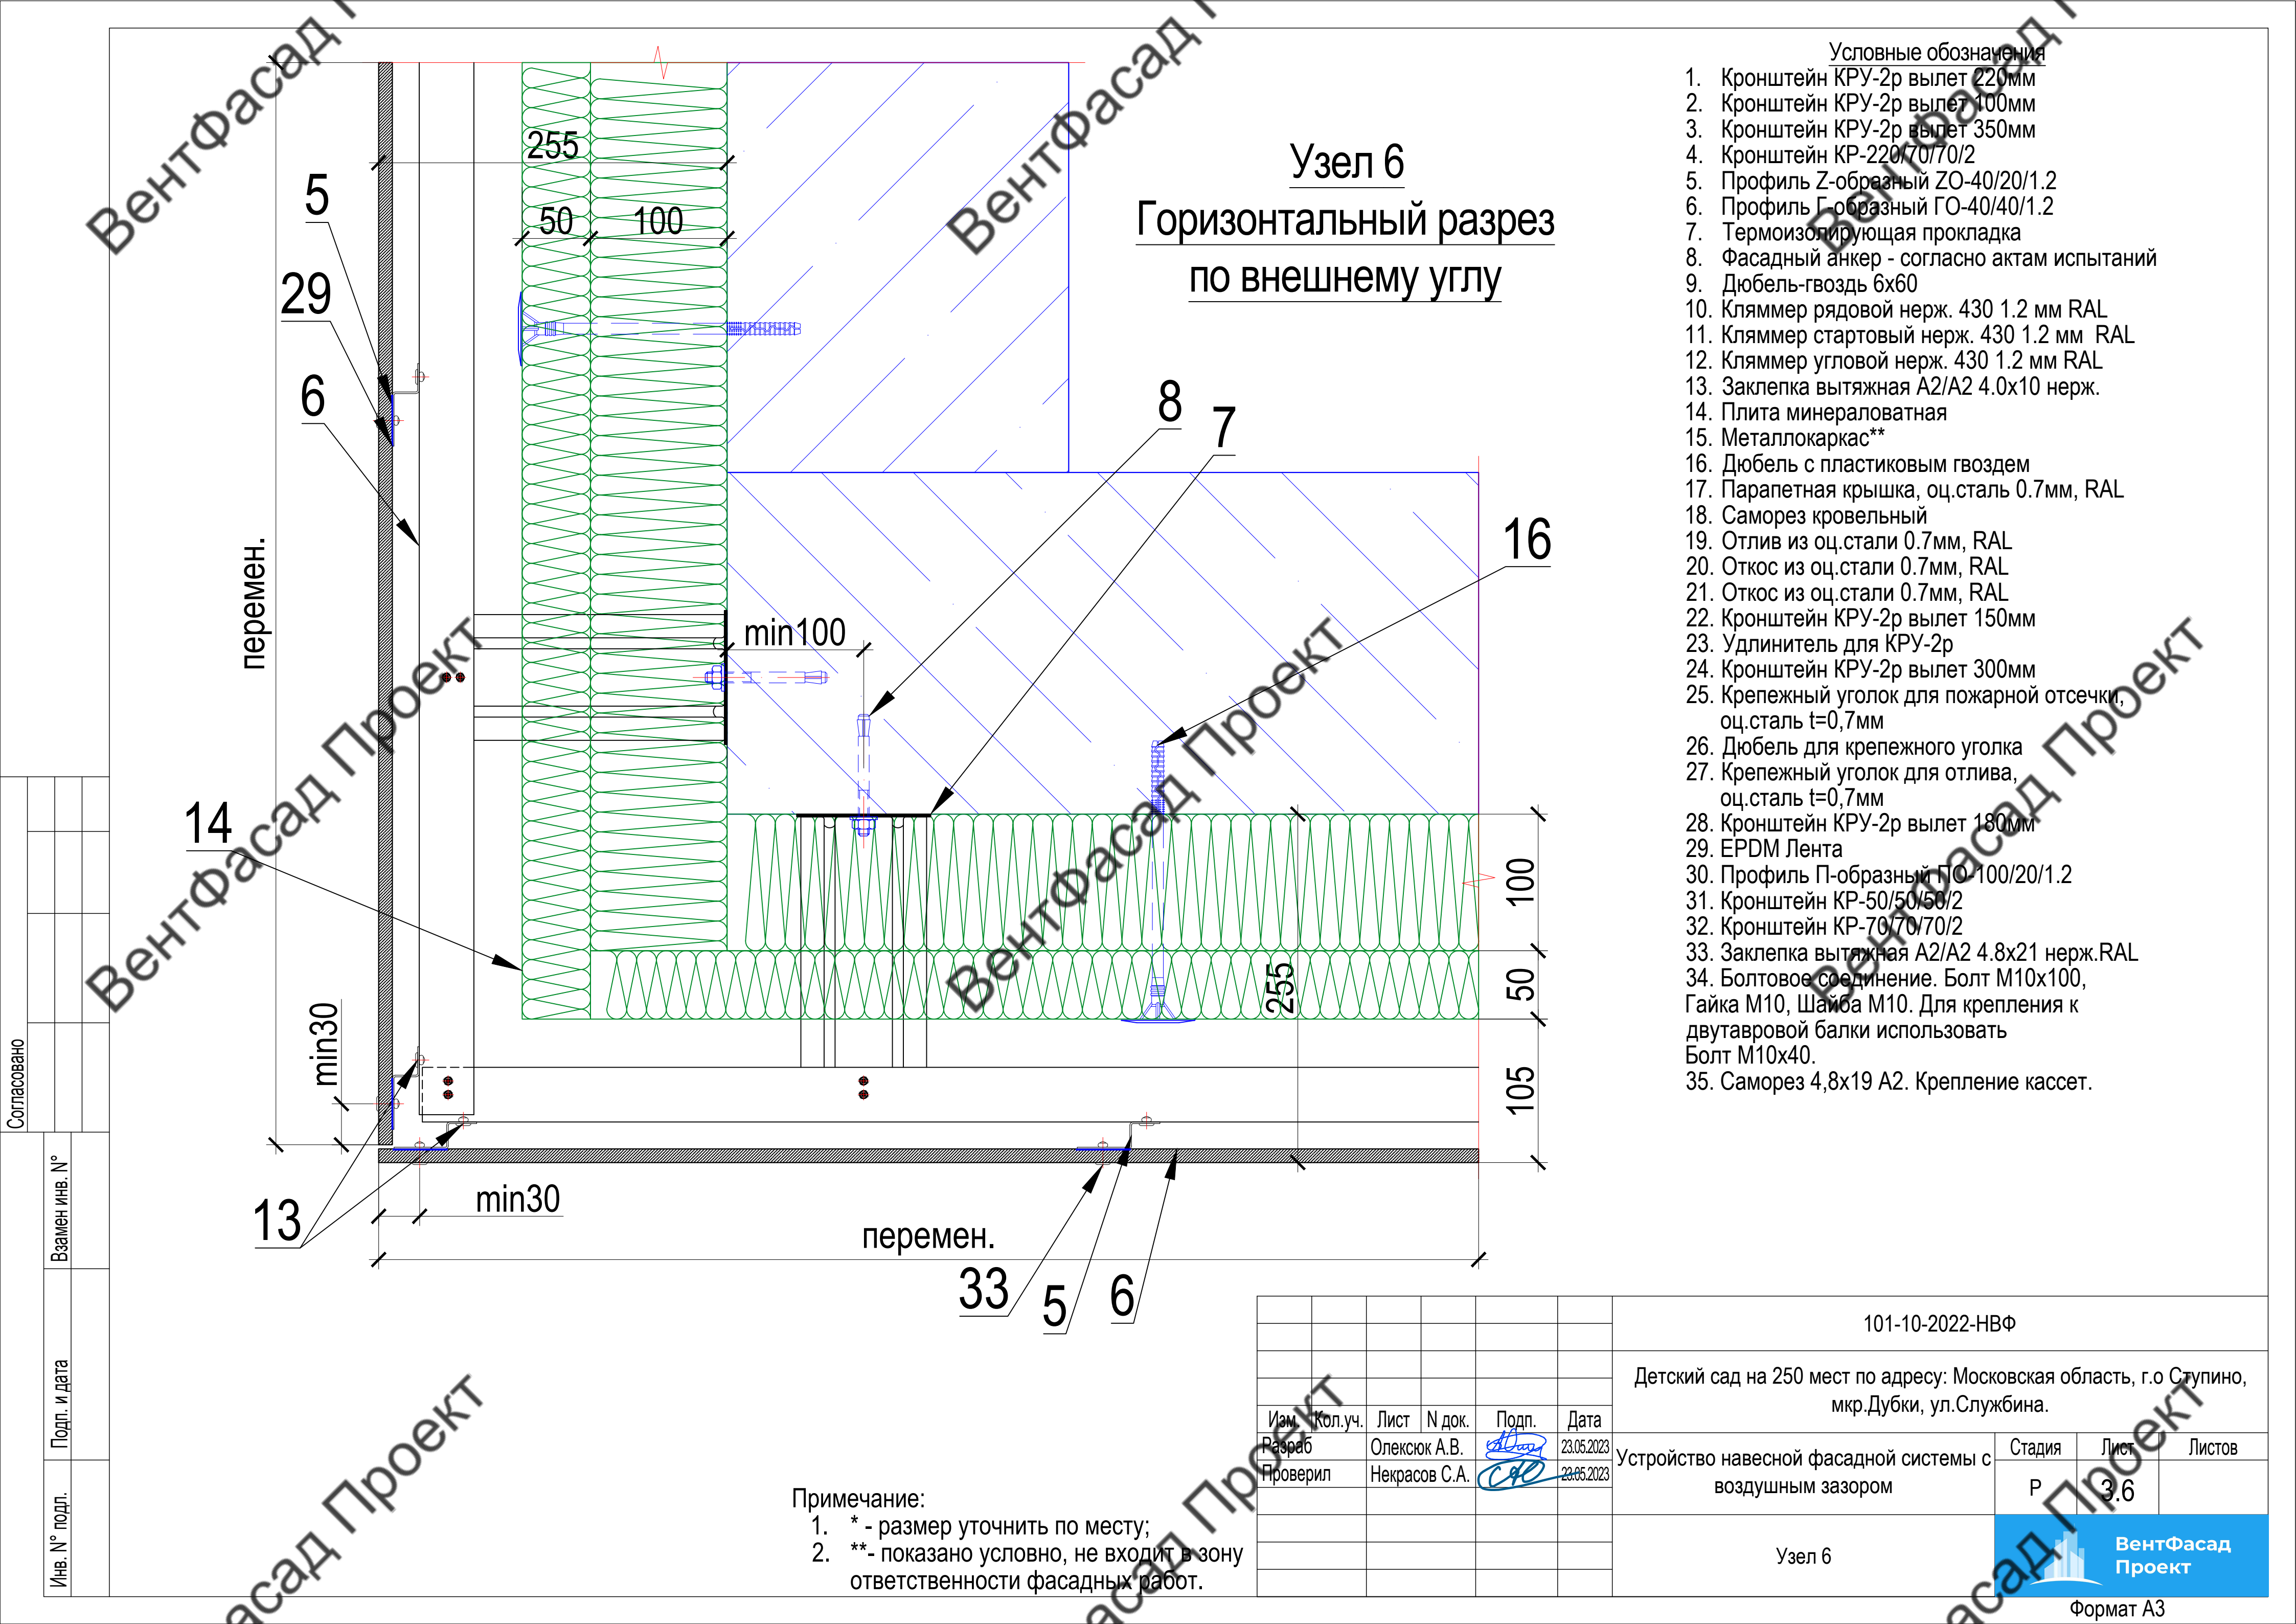 Узел 6
Горизонтальный разрез
по внешнему углу
255
50
100
5
29
6
8
7
16
перемен.
min100
14
100
50
255
105
min30
13
min30
перемен.
33
5
6
Условные обозначения
1. Кронштейн КРУ-2р вылет 220мм
2. Кронштейн КРУ-2р вылет 100мм
3. Кронштейн КРУ-2р вылет 350мм
4. Кронштейн КР-220/70/70/2
5. Профиль Z-образный ZO-40/20/1.2
6. Профиль Г-образный ГО-40/40/1.2
7. Термоизолирующая прокладка
8. Фасадный анкер - согласно актам испытаний
9. Дюбель-гвоздь 6х60
10. Кляммер рядовой нерж. 430 1.2 мм RAL
11. Кляммер стартовый нерж. 430 1.2 мм RAL
12. Кляммер угловой нерж. 430 1.2 мм RAL
13. Заклепка вытяжная А2/А2 4.0х10 нерж.
14. Плита минераловатная
15. Металлокаркас**
16. Дюбель с пластиковым гвоздем
17. Парапетная крышка, оц.сталь 0.7мм, RAL
18. Саморез кровельный
19. Отлив из оц.стали 0.7мм, RAL
20. Откос из оц.стали 0.7мм, RAL
21. Откос из оц.стали 0.7мм, RAL
22. Кронштейн КРУ-2р вылет 150мм
23. Удлинитель для КРУ-2р
24. Кронштейн КРУ-2р вылет 300мм
25. Крепежный уголок для пожарной отсечки,
оц.сталь t=0,7мм
26. Дюбель для крепежного уголка
27. Крепежный уголок для отлива,
оц.сталь t=0,7мм
28. Кронштейн КРУ-2р вылет 180мм
29. EPDM Лента
30. Профиль П-образный ПО-100/20/1.2
31. Кронштейн КР-50/50/50/2
32. Кронштейн КР-70/70/70/2
33. Заклепка вытяжная А2/А2 4.8х21 нерж.RAL
34. Болтовое соединение. Болт М10х100,
Гайка М10, Шайба М10. Для крепления к
двутавровой балки использовать
Болт М10х40.
35. Саморез 4,8х19 А2. Крепление кассет.
Примечание:
1. * - размер уточнить по месту;
2. **- показано условно, не входит в зону
ответственности фасадных работ.
Согласовано
Взамен инв. N°
Подп. и дата
Инв. N° подл.
101-10-2022-НВФ
Детский сад на 250 мест по адресу: Московская область, г.о Ступино,
мкр.Дубки, ул.Службина.
Изм. Кол.уч. Лист N док. Подп. Дата
Разраб Олексюк А.В. 23.05.2023
Проверил Некрасов С.А. 23.05.2023
Устройство навесной фасадной системы с
воздушным зазором
Стадия Лист Листов
Р 3.6
Узел 6
ВентФасад
Проект
Формат А3
ВентФасад Проект
ВентФасад Проект
ВентФасад Проект
ВентФасад Проект
ВентФасад Проект
ВентФасад Проект
ВентФасад Проект
ВентФасад Проект
ВентФасад Проект